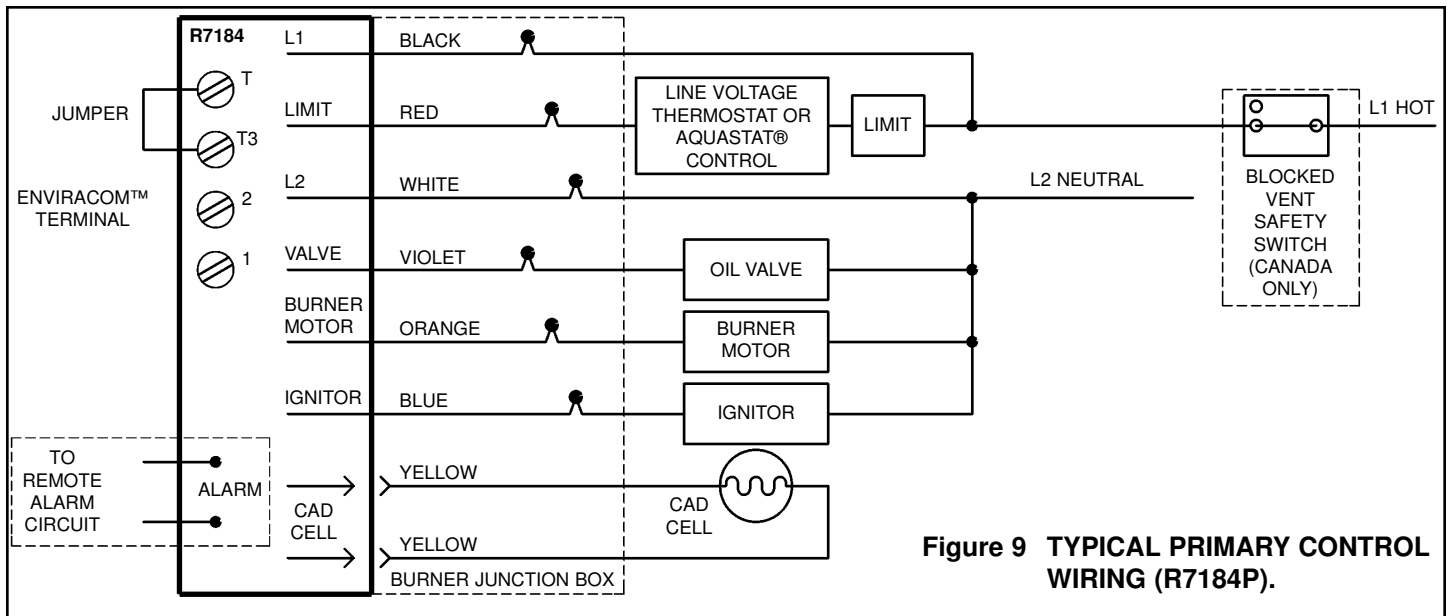 R7184
L1
BLACK
T
JUMPER
LIMIT
RED
LINE VOLTAGE
THERMOSTAT OR
AQUASTAT®
CONTROL
LIMIT
L1 HOT
T3
L2
WHITE
L2 NEUTRAL
ENVIRACOM™
TERMINAL
2
BLOCKED
VENT
SAFETY
SWITCH
(CANADA
ONLY)
1
VALVE
VIOLET
OIL VALVE
BURNER
MOTOR
ORANGE
BURNER
MOTOR
IGNITOR
BLUE
IGNITOR
TO
REMOTE
ALARM
CIRCUIT
ALARM
CAD
CELL
YELLOW
CAD
CELL
YELLOW
BURNER JUNCTION BOX
Figure 9 TYPICAL PRIMARY CONTROL
WIRING (R7184P).